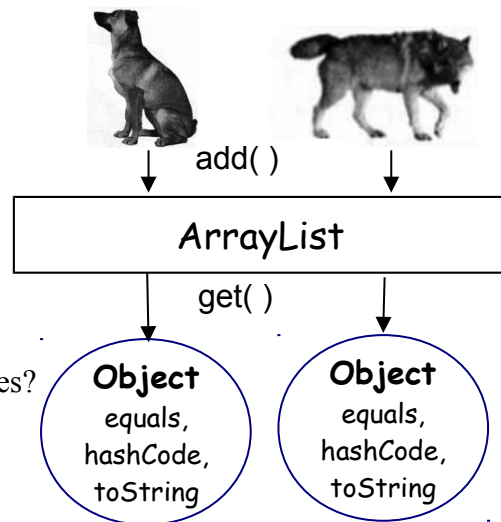 add( )
ArrayList
get( )
Object
equals,
hashCode,
toString
Object
equals,
hashCode,
toString
es?